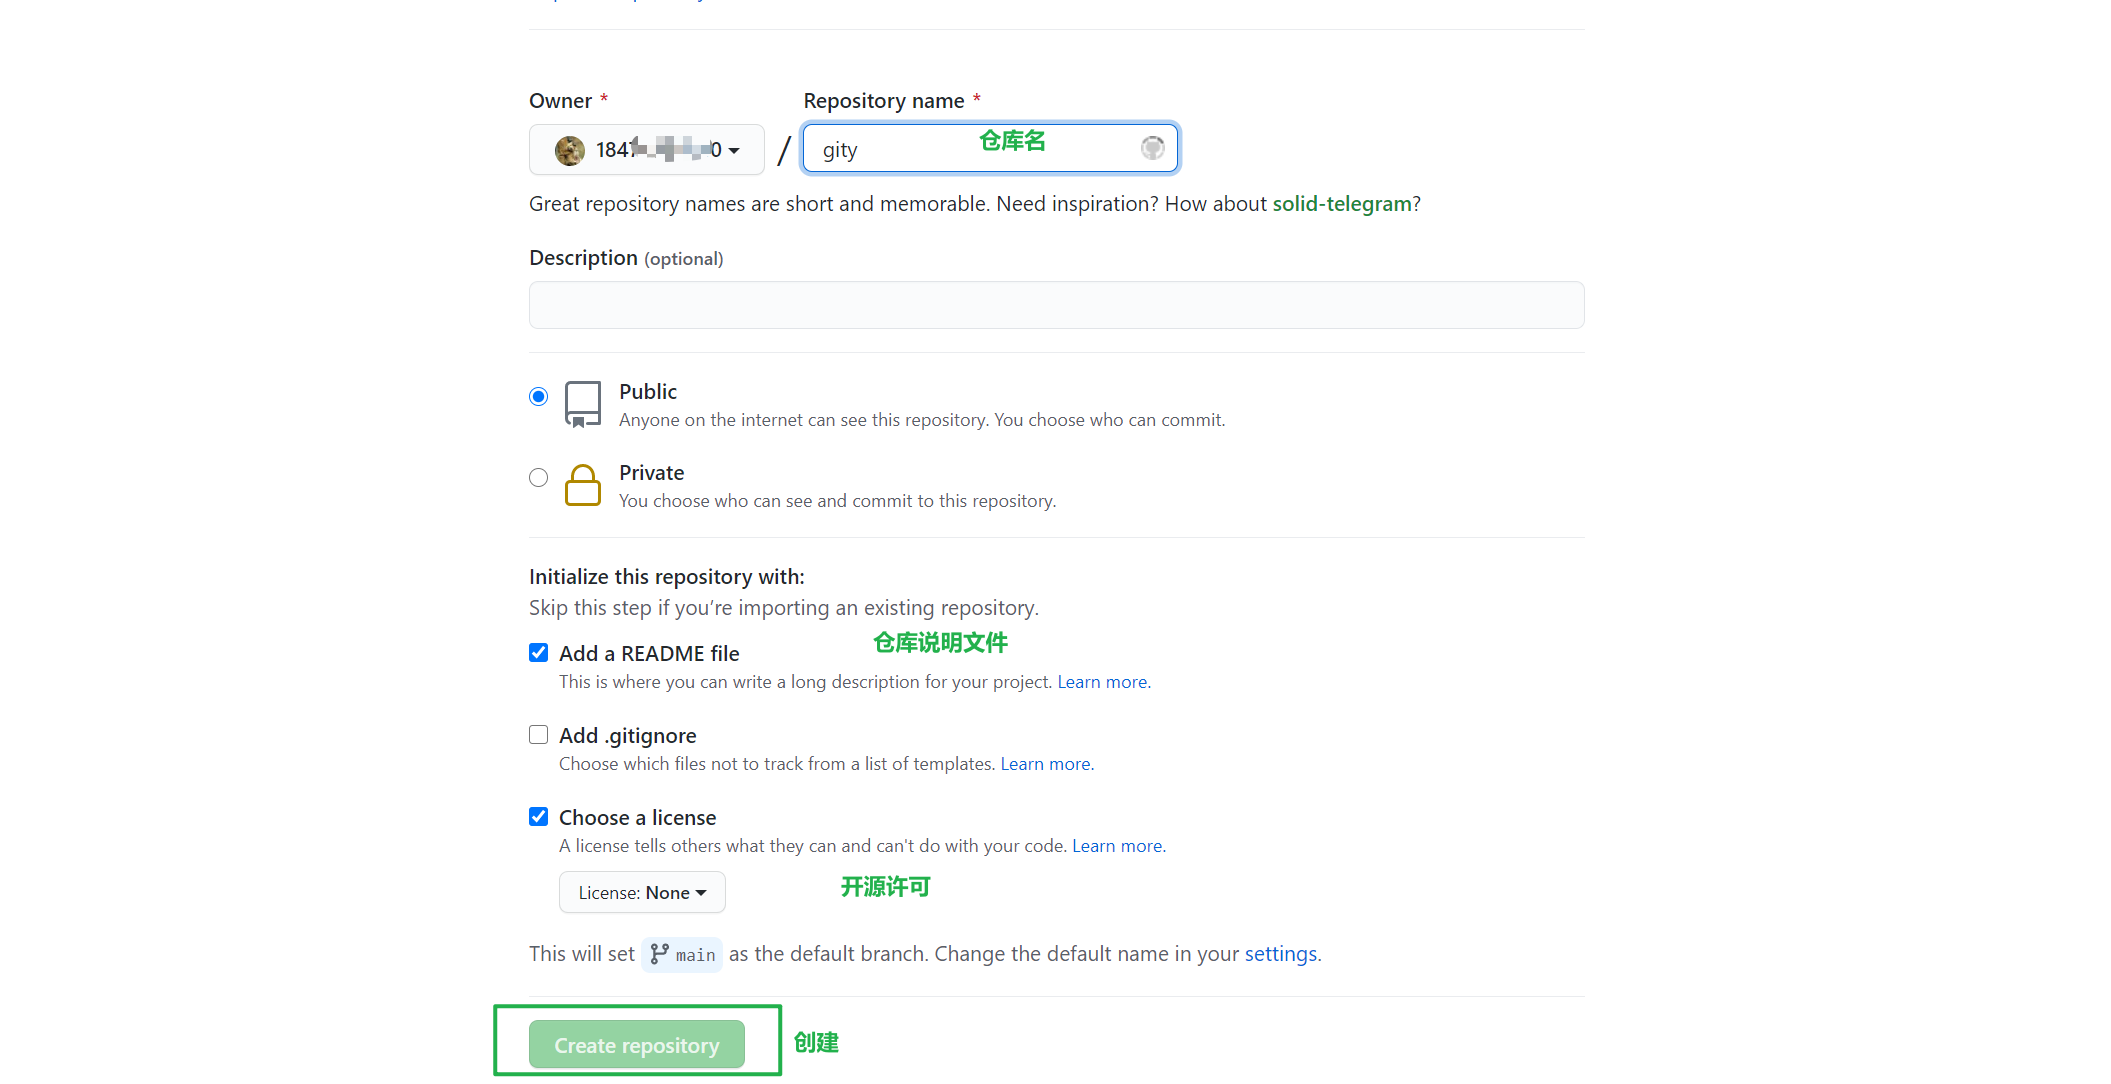 Owner *
Repository name *
184
0
/
gity
仓库名
Great repository names are short and memorable. Need inspiration? How about solid-telegram?
Description (optional)
Public
Anyone on the internet can see this repository. You choose who can commit.
Private
You choose who can see and commit to this repository.
Initialize this repository with:
Skip this step if you’re importing an existing repository.
仓库说明文件
Add a README file
This is where you can write a long description for your project. Learn more.
Add .gitignore
Choose which files not to track from a list of templates. Learn more.
Choose a license
A license tells others what they can and can't do with your code. Learn more.
License: None
开源许可
This will set main as the default branch. Change the default name in your settings.
Create repository
创建